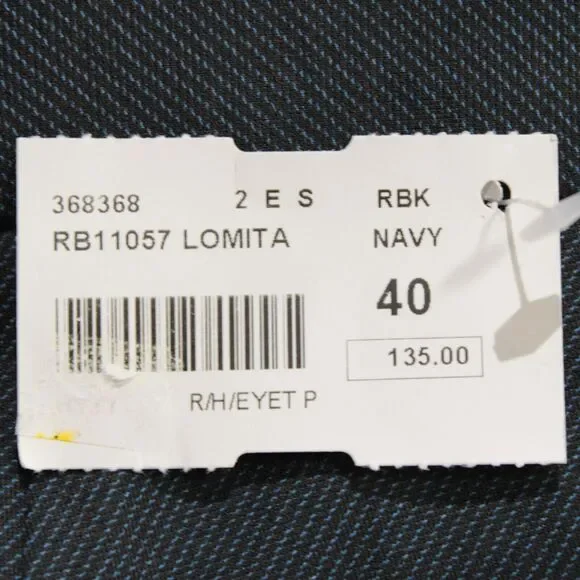 368368 2 E S RBK
RB11057 LOMITA NAVY
40
135.00
R/H/EYET P